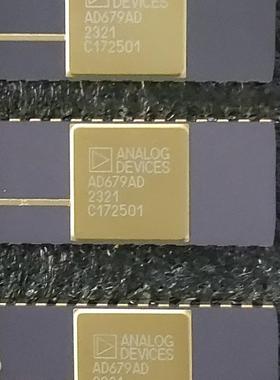 DEVICES
AD679AD
2321
C172501
ANALOG
DEVICES
AD679AD
2321
C172501
ANALOG
DEVICES
AD679AD